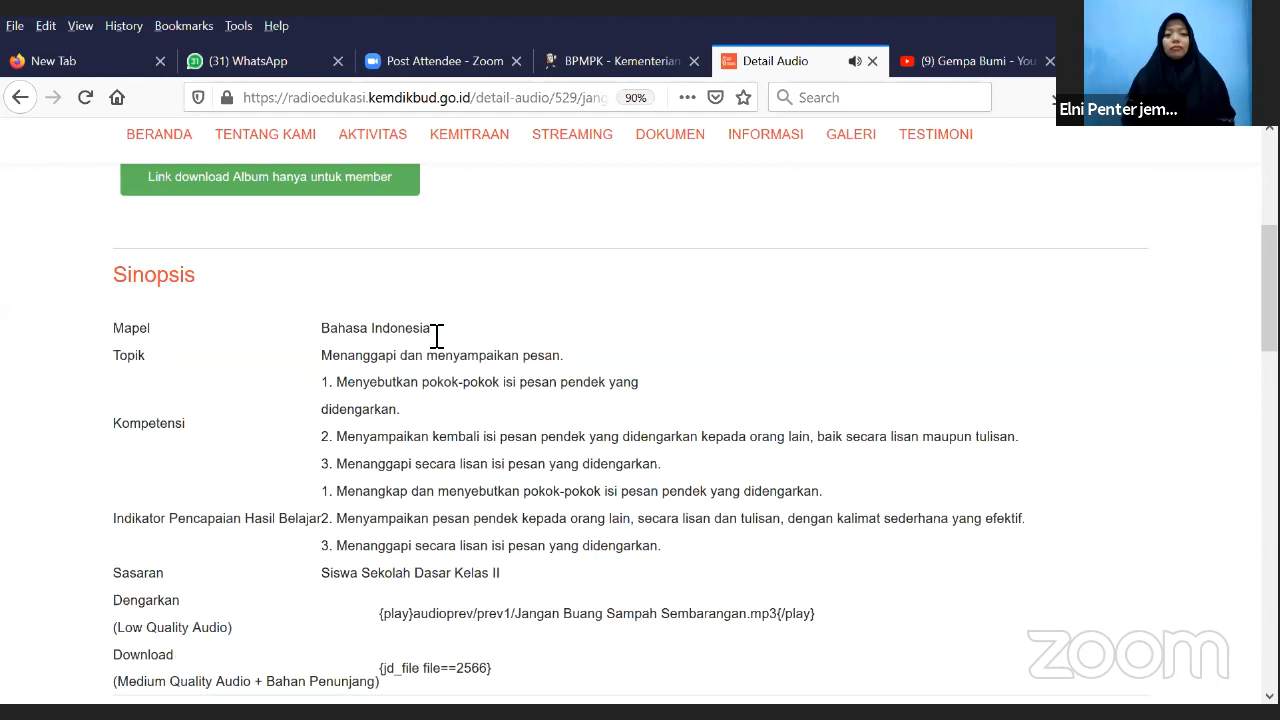 File Edit View History Bookmarks Tools Help
New Tab (31) WhatsApp Post Attendee - Zoom BPMPK - Kementerian Detail Audio (9) Gempa Bumi - You
https://radioedukasi.kemdikbud.go.id/detail-audio/529/jang 90% Search
Elni Penterjem...
BERANDA TENTANG KAMI AKTIVITAS KEMITRAAN STREAMING DOKUMEN INFORMASI GALERI TESTIMONI
Link download Album hanya untuk member
Sinopsis
Mapel Bahasa Indonesia
Topik Menanggapi dan menyampaikan pesan.
1. Menyebutkan pokok-pokok isi pesan pendek yang
didengarkan.
Kompetensi
2. Menyampaikan kembali isi pesan pendek yang didengarkan kepada orang lain, baik secara lisan maupun tulisan.
3. Menanggapi secara lisan isi pesan yang didengarkan.
1. Menangkap dan menyebutkan pokok-pokok isi pesan pendek yang didengarkan.
Indikator Pencapaian Hasil Belajar 2. Menyampaikan pesan pendek kepada orang lain, secara lisan dan tulisan, dengan kalimat sederhana yang efektif.
3. Menanggapi secara lisan isi pesan yang didengarkan.
Sasaran Siswa Sekolah Dasar Kelas II
Dengarkan
{play}audioprev/prev1/Jangan Buang Sampah Sembarangan.mp3{/play}
(Low Quality Audio)
Download
{jd_file file==2566}
(Medium Quality Audio + Bahan Penunjang)
zoom